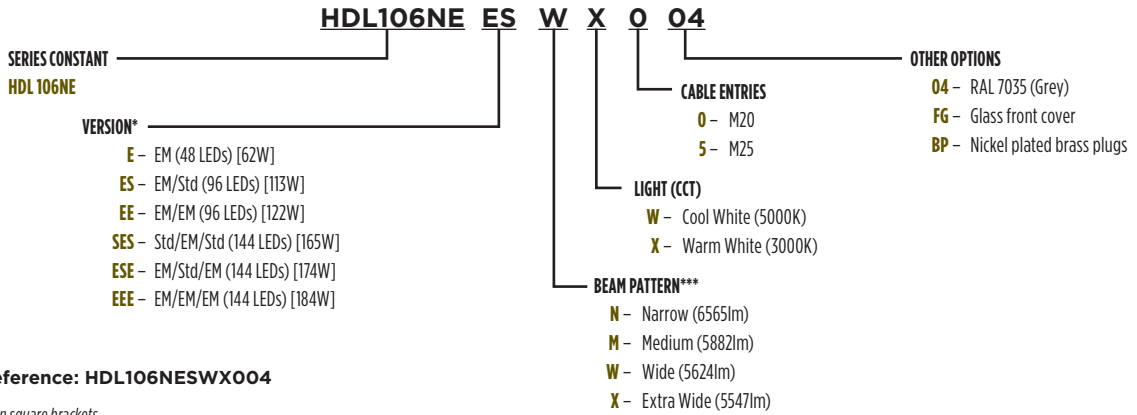 HDL106NE ES W X 0 04
SERIES CONSTANT
HDL 106NE
VERSION*
E – EM (48 LEDs) [62W]
ES – EM/Std (96 LEDs) [113W]
EE – EM/EM (96 LEDs) [122W]
SES – Std/EM/Std (144 LEDs) [165W]
ESE – EM/Std/EM (144 LEDs) [174W]
EEE – EM/EM/EM (144 LEDs) [184W]
OTHER OPTIONS
04 – RAL 7035 (Grey)
FG – Glass front cover
BP – Nickel plated brass plugs
CABLE ENTRIES
0 – M20
5 – M25
LIGHT (CCT)
W – Cool White (5000K)
X – Warm White (3000K)
BEAM PATTERN***
N – Narrow (6565lm)
M – Medium (5882lm)
W – Wide (5624lm)
X – Extra Wide (5547lm)
eference: HDL106NESWX004
n square brackets